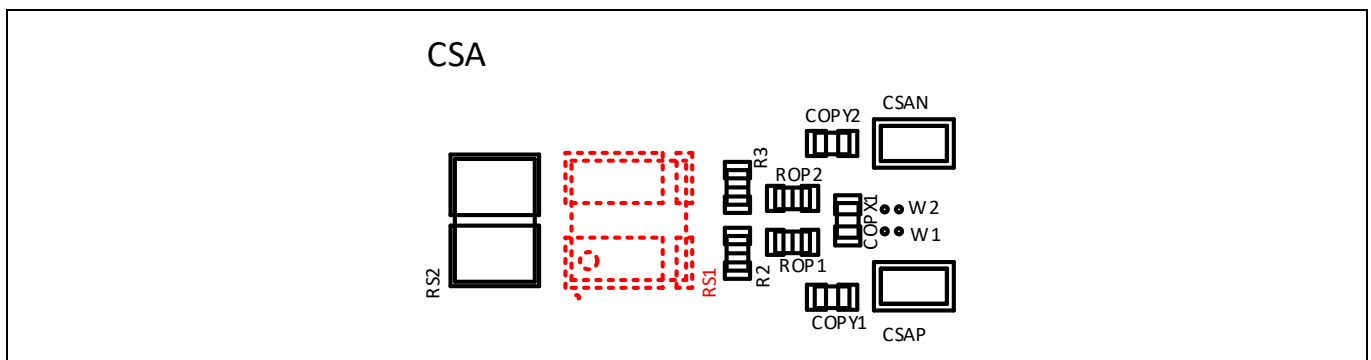 CSA
CSAN
COPY2
R3
ROP2
COPX1
W2
W1
RS2
RS1
R2
ROP1
COPY1
CSAP